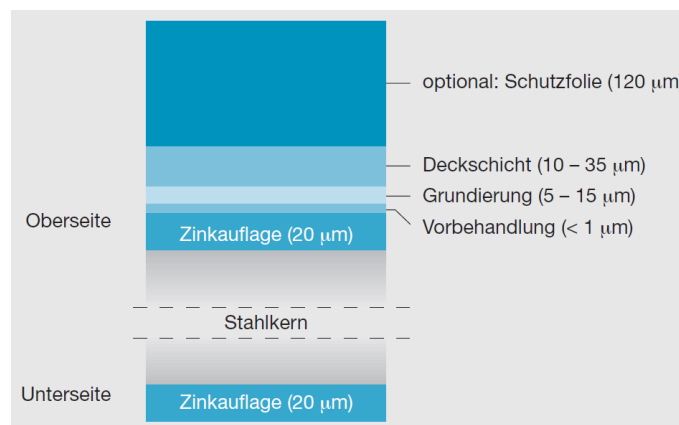 optional: Schutzfolie (120 μm
Deckschicht (10 – 35 μm)
Grundierung (5 – 15 μm)
Oberseite
Vorbehandlung (< 1 μm)
Zinkauflage (20 μm)
Stahlkern
Unterseite
Zinkauflage (20 μm)